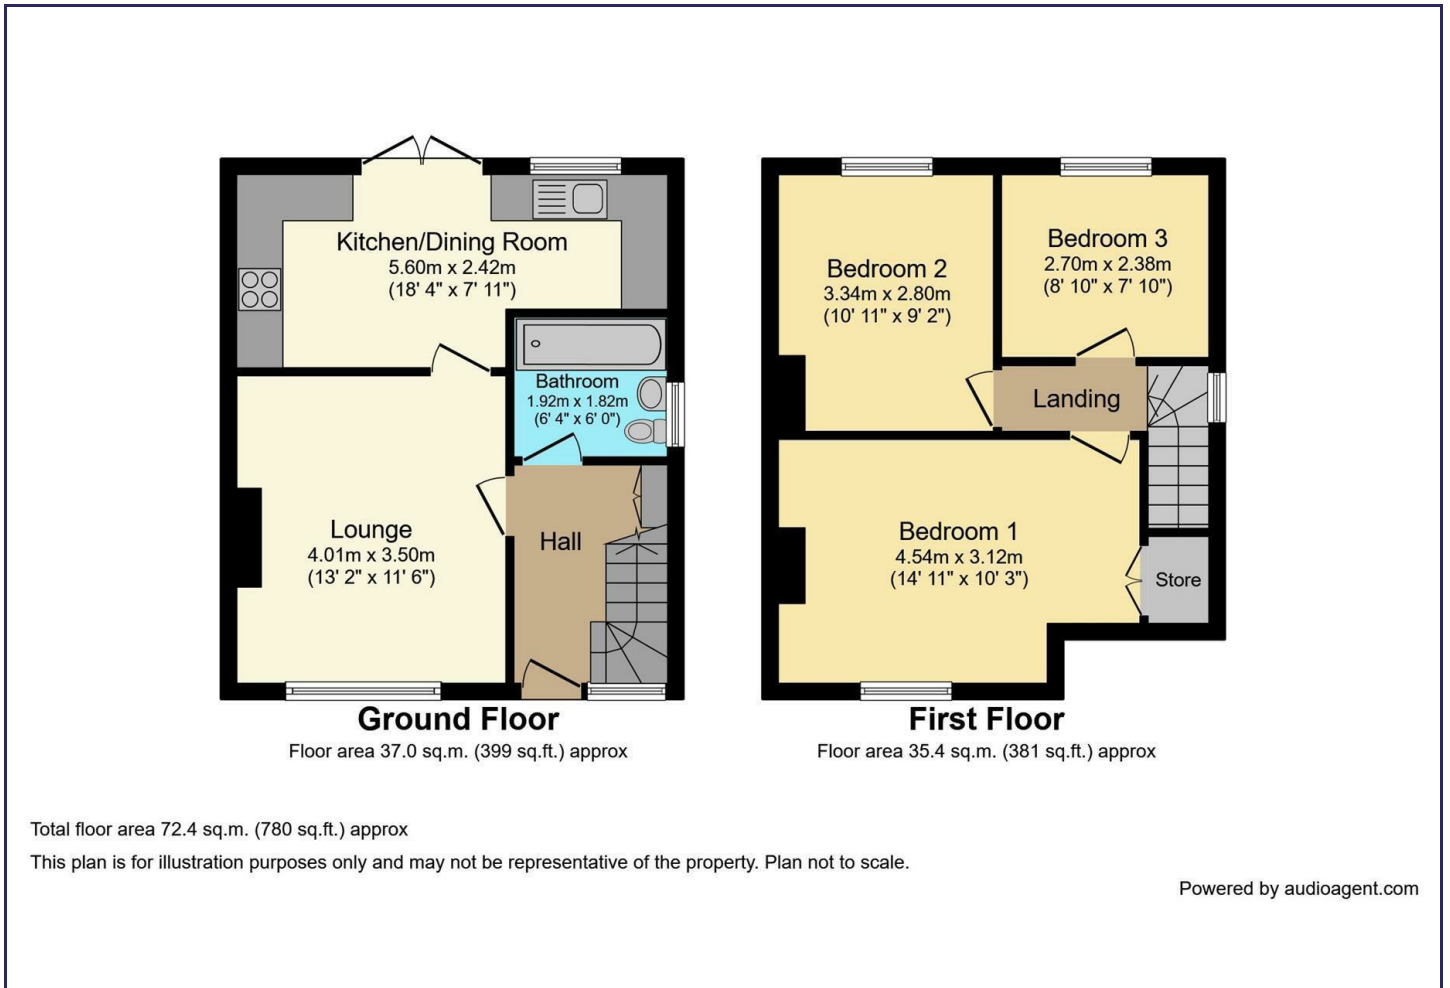 Kitchen/Dining Room
5.60m x 2.42m
(18' 4" x 7' 11")
Bathroom
1.92m x 1.82m
(6' 4" x 6' 0")
Lounge
4.01m x 3.50m
(13' 2" x 11' 6")
Hall
Ground Floor
Floor area 37.0 sq.m. (399 sq.ft.) approx
Bedroom 2
3.34m x 2.80m
(10' 11" x 9' 2")
Bedroom 3
2.70m x 2.38m
(8' 10" x 7' 10")
Landing
Bedroom 1
4.54m x 3.12m
(14' 11" x 10' 3")
Store
First Floor
Floor area 35.4 sq.m. (381 sq.ft.) approx
Total floor area 72.4 sq.m. (780 sq.ft.) approx
This plan is for illustration purposes only and may not be representative of the property. Plan not to scale.
Powered by audioagent.com